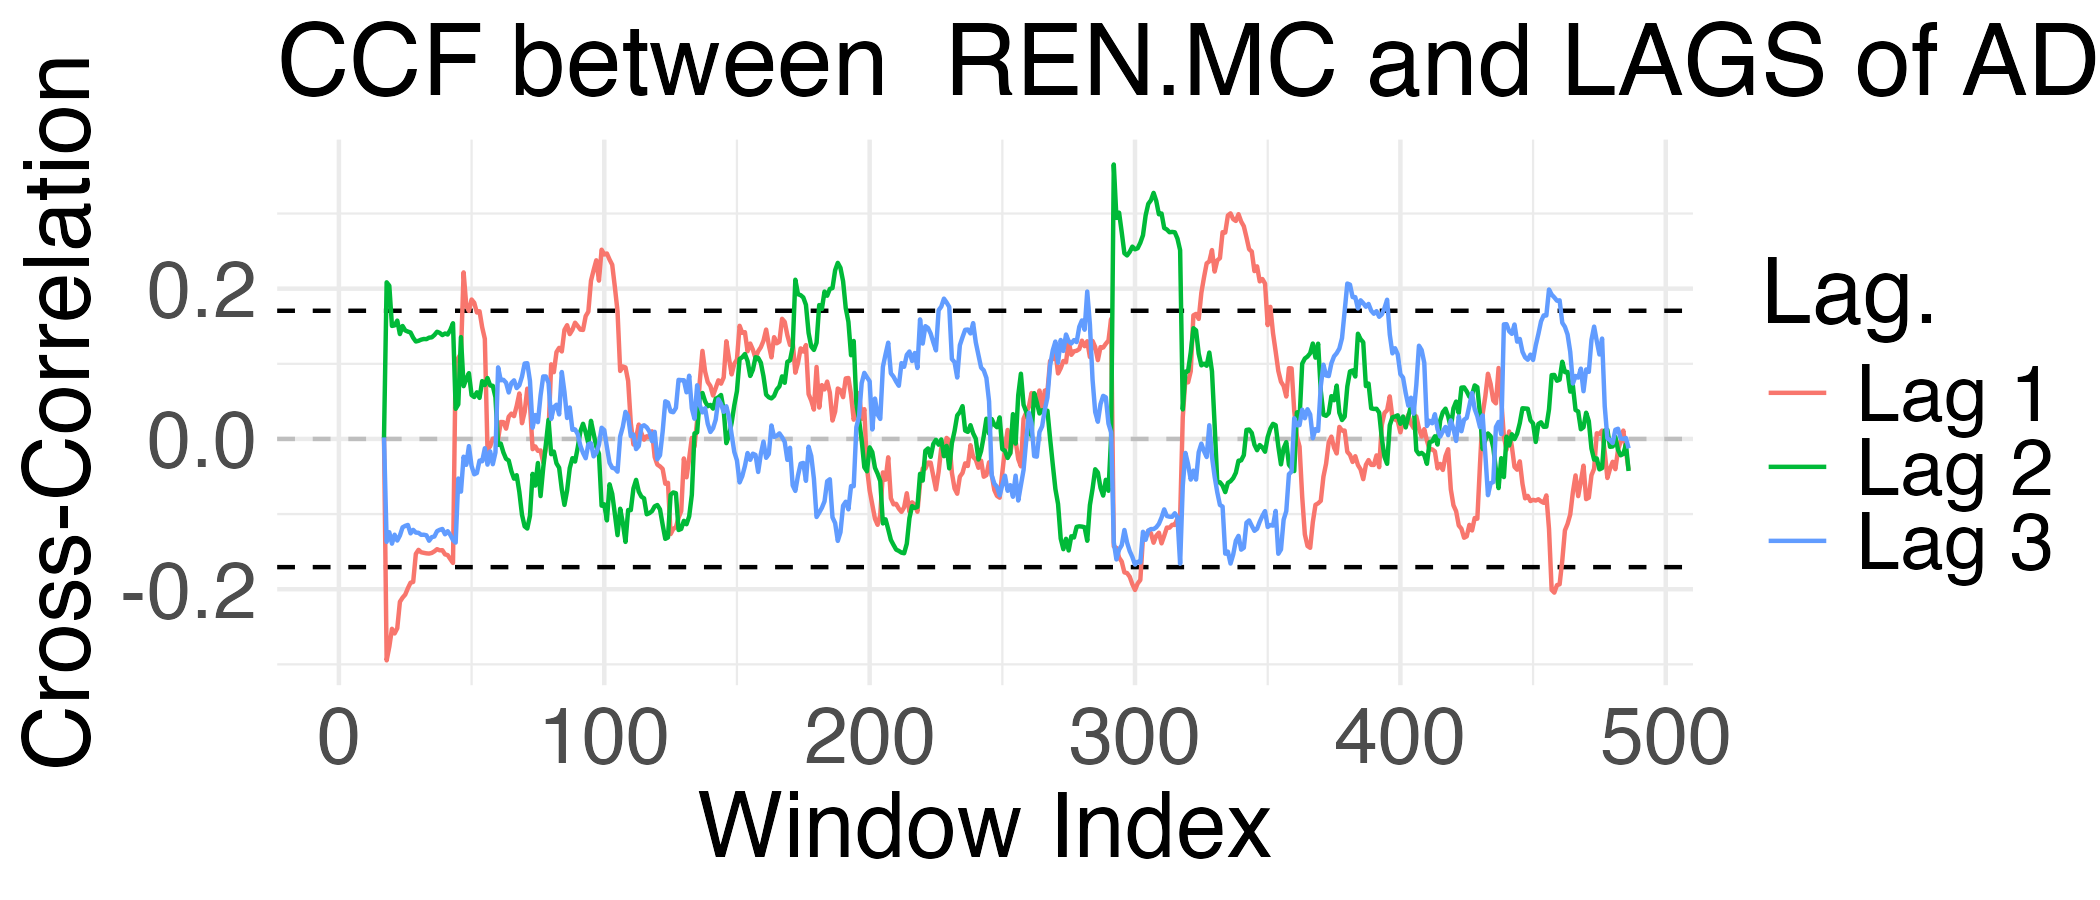 CCF between  REN.MC and LAGS of AD
Cross-Correlation
0.2
0.0
-0.2
0 100 200 300 400 500
Window Index
Lag.
Lag 1
Lag 2
Lag 3